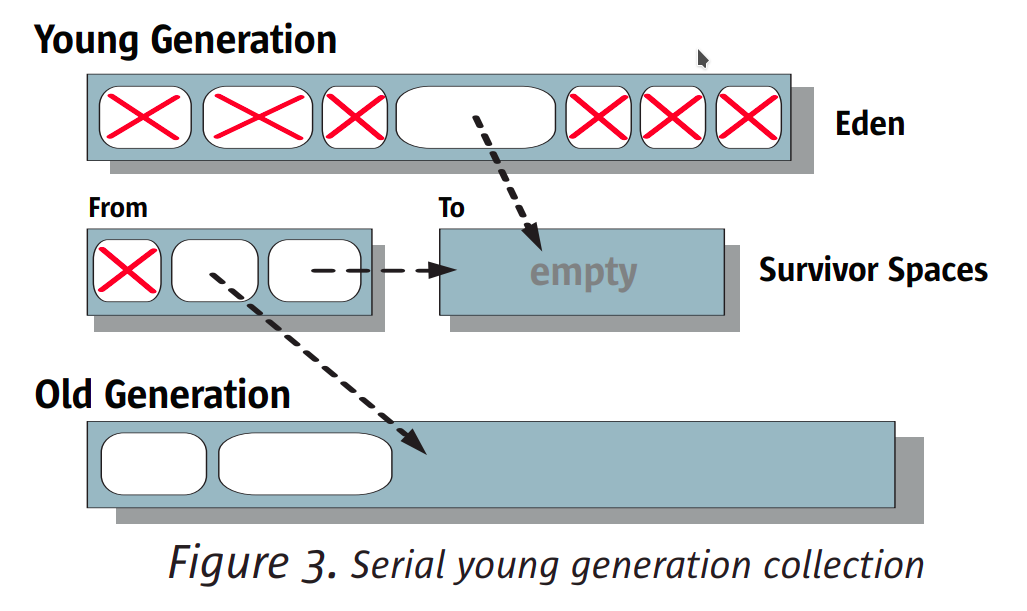 Young Generation
Eden
From
To
empty
Survivor Spaces
Old Generation
Figure 3. Serial young generation collection